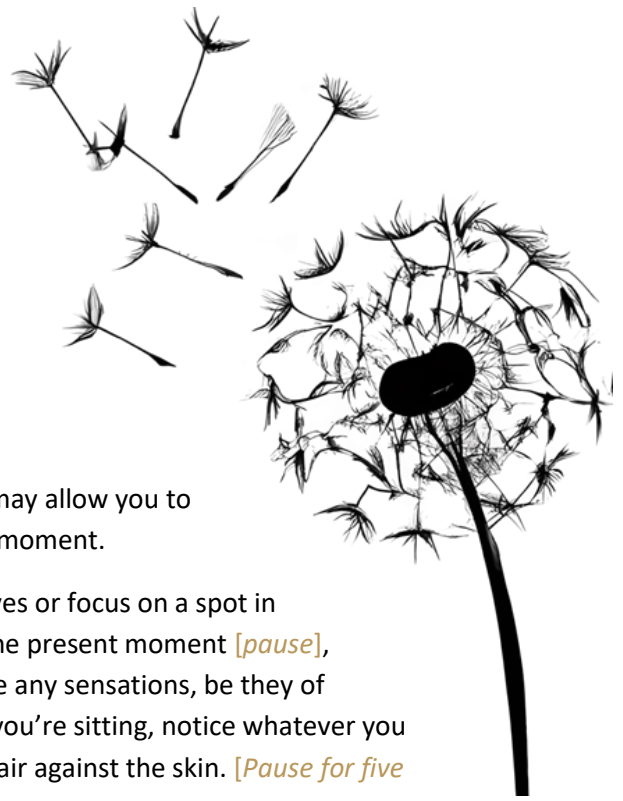 may allow you to
moment.
yes or focus on a spot in
he present moment [pause],
e any sensations, be they of
you’re sitting, notice whatever you
air against the skin. [Pause for five